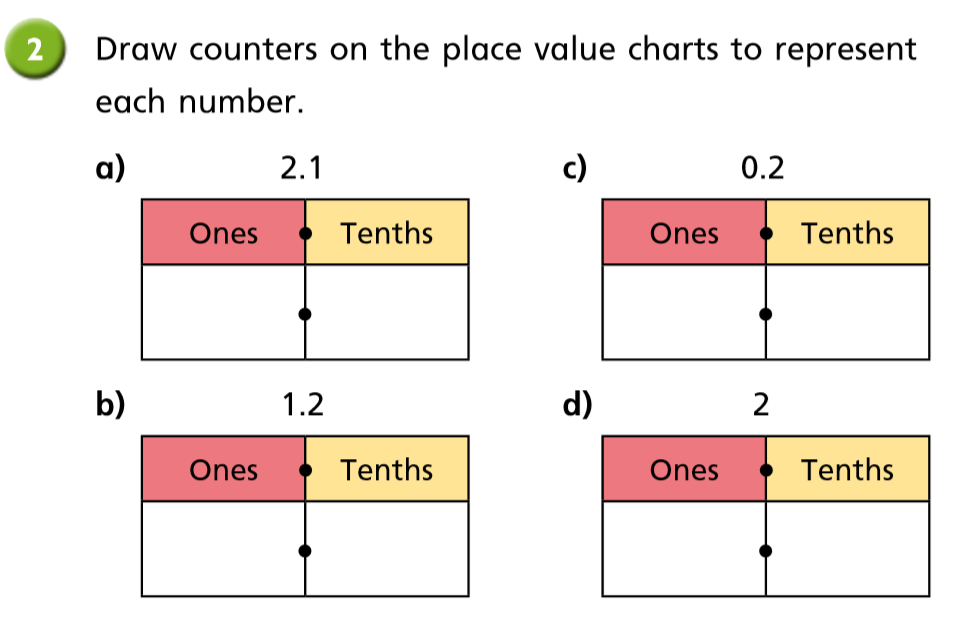 2 Draw counters on the place value charts to represent
each number.
a) 2.1
Ones Tenths
b) 1.2
Ones Tenths
c) 0.2
Ones Tenths
d) 2
Ones Tenths